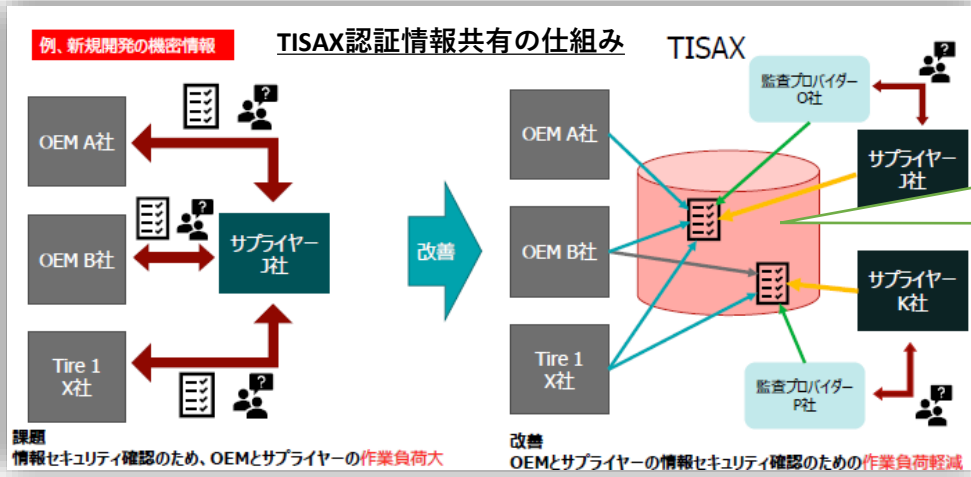 例、新規開発の機密情報
TISAX認証情報共有の仕組み
OEM A社
OEM B社
Tire 1
X社
サプライヤー
J社
課題
情報セキュリティ確認のため、OEMとサプライヤーの作業負荷大
改善
TISAX
OEM A社
OEM B社
Tire 1
X社
監査プロバイダー
O社
サプライヤー
J社
サプライヤー
K社
監査プロバイダー
P社
改善
OEMとサプライヤーの情報セキュリティ確認のための作業負荷軽減